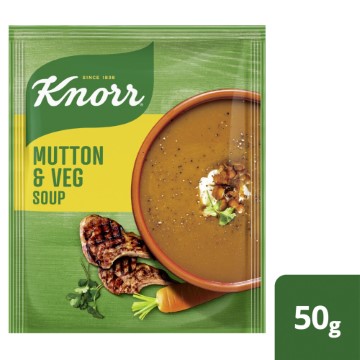 SINCE 1838
Knorr
MUTTON
& VEG
SOUP
50g